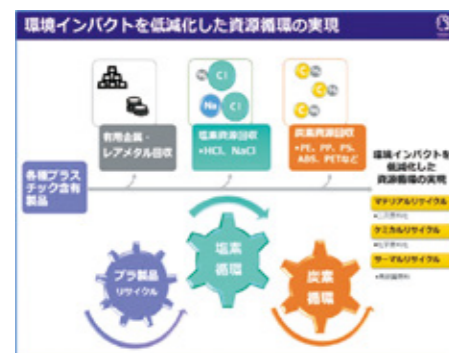 環境インパクトを低減化した資源循環の実現
Cl
Na
Cl
C
C
C
有用金属・
レアメタル回収
塩素資源回収
•HCl、NaCl
炭素資源回収
•PE、PP、PS、
ABS、PETなど
各種プラス
チック含有
製品
環境インパクトを
低減化した
資源循環の実現
マテリアルリサイクル
ケミカルリサイクル
サーマルリサイクル
プラ製品
リサイクル
塩素
循環
炭素
循環